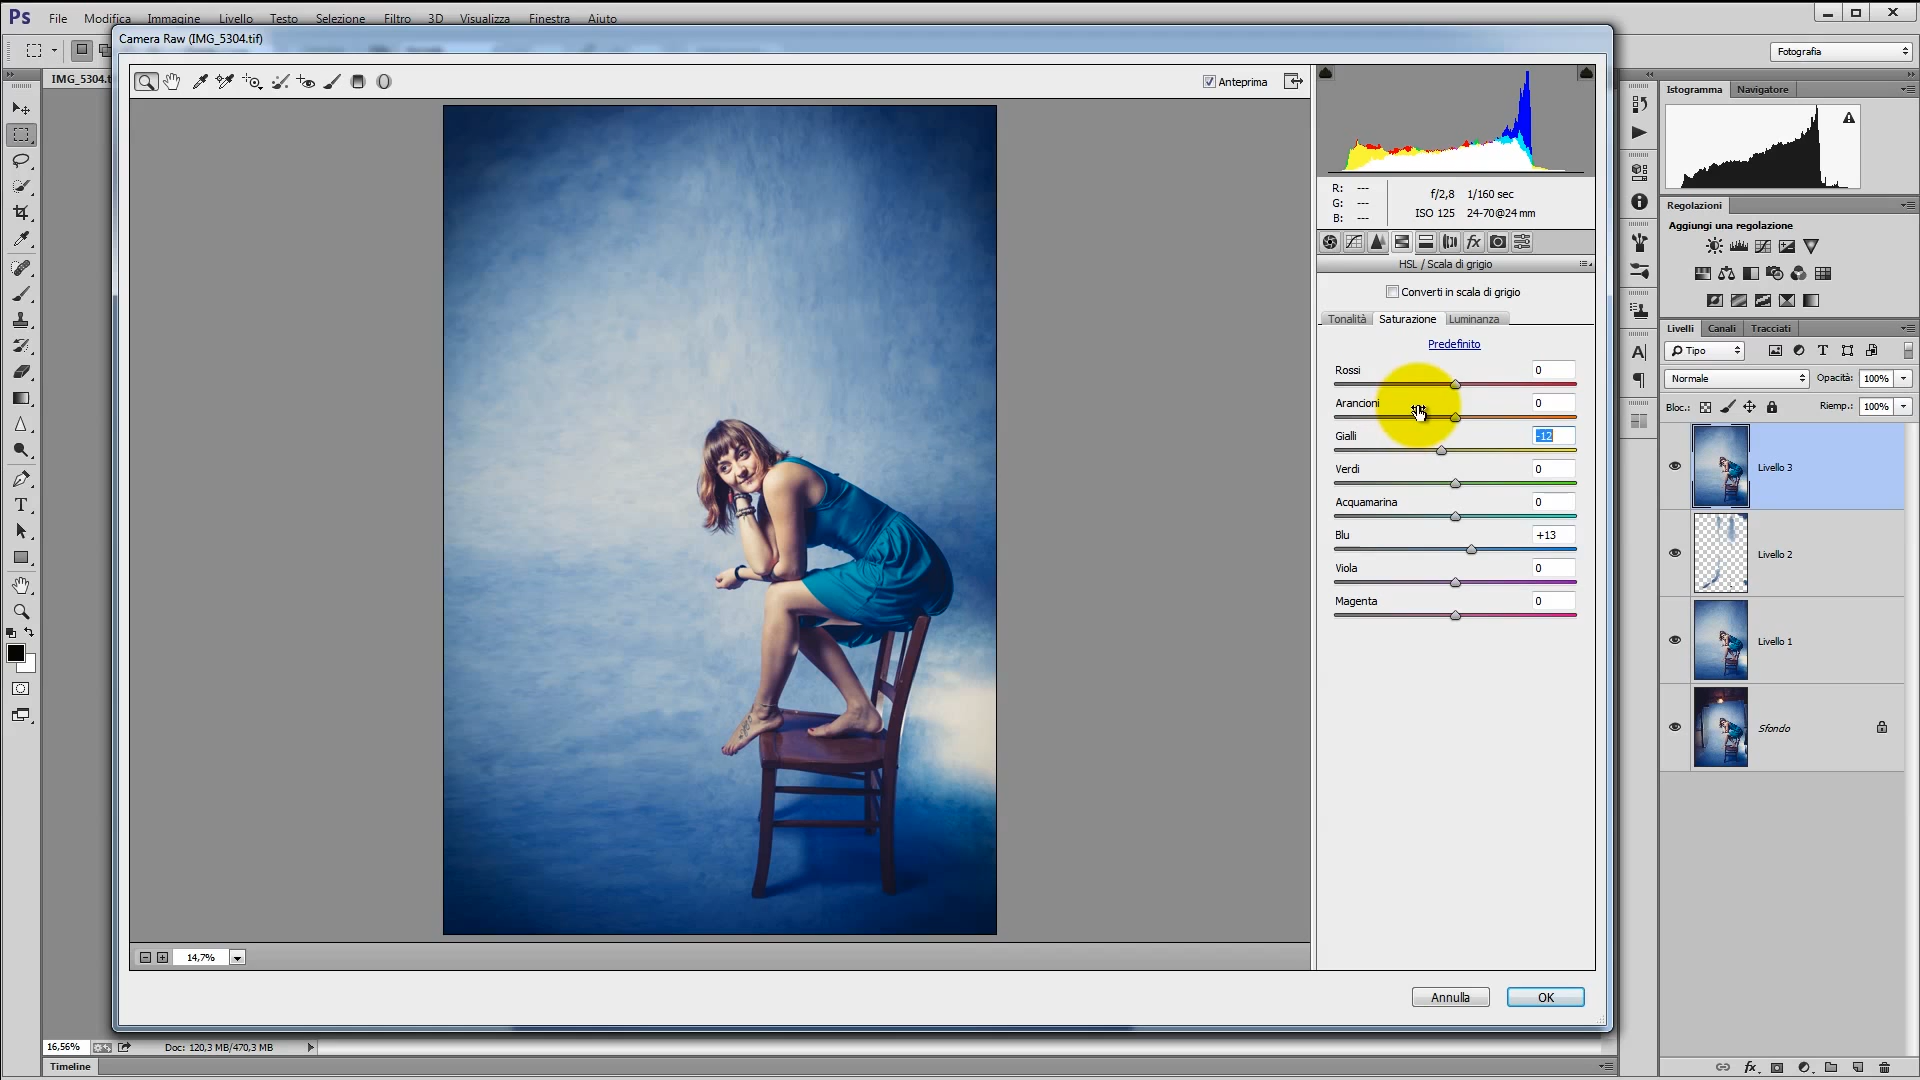 Ps File Modifica Immagine Livello Testo Selezione Filtro 3D Visualizza Finestra Aiuto
Camera Raw (IMG_5304.tif)
Fotografia
IMG_5304.t
Anteprima
Istogramma Navigatore
R: ---
G: ---
B: ---
f/2,8 1/160 sec
ISO 125 24-70@24 mm
HSL / Scala di grigio
Converti in scala di grigio
Tonalità Saturazione Luminanza
Predefinito
Rossi 0
Arancioni 0
Gialli -12
Verdi 0
Acquamarina 0
Blu +13
Viola 0
Magenta 0
Regolazioni
Aggiungi una regolazione
Livelli Canali Tracciati
Tipo
Normale Opacità: 100%
Bloc.: Riemp.: 100%
Livello 3
Livello 2
Livello 1
Sfondo
14,7%
Annulla OK
16,56% Doc: 120,3 MB/470,3 MB
Timeline